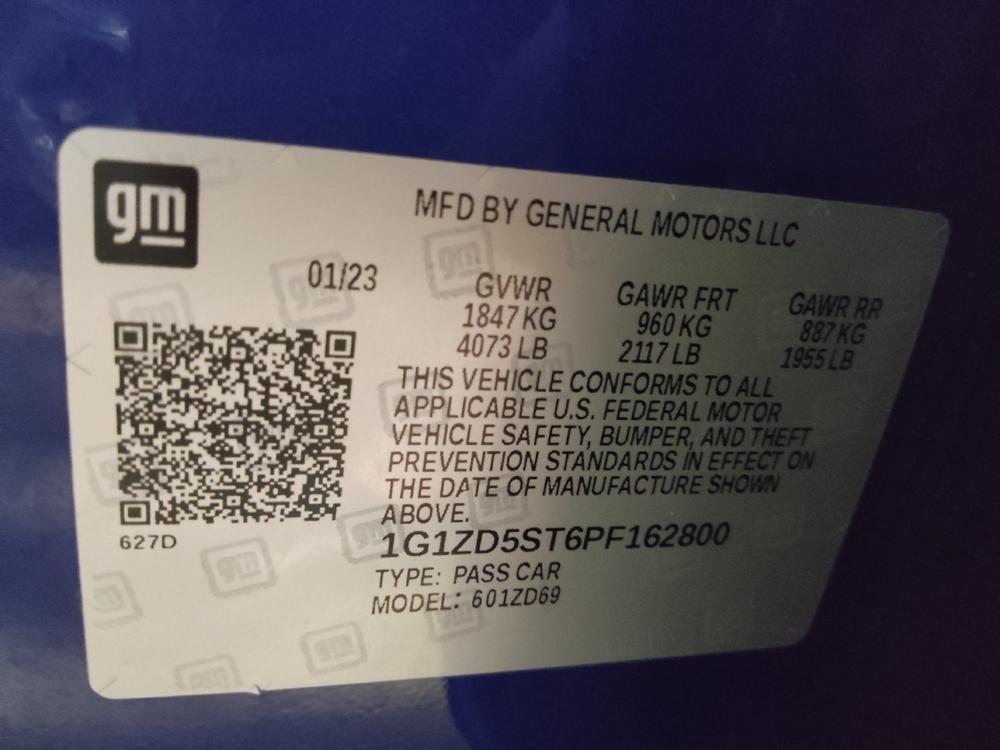 gm
MFD BY GENERAL MOTORS LLC
01/23
GVWR GAWR FRT GAWR RR
1847 KG 960 KG 887 KG
4073 LB 2117 LB 1955 LB
THIS VEHICLE CONFORMS TO ALL
APPLICABLE U.S. FEDERAL MOTOR
VEHICLE SAFETY, BUMPER, AND THEFT
PREVENTION STANDARDS IN EFFECT ON
THE DATE OF MANUFACTURE SHOWN
ABOVE.
627D
1G1ZD5ST6PF162800
TYPE: PASS CAR
MODEL: 601ZD69